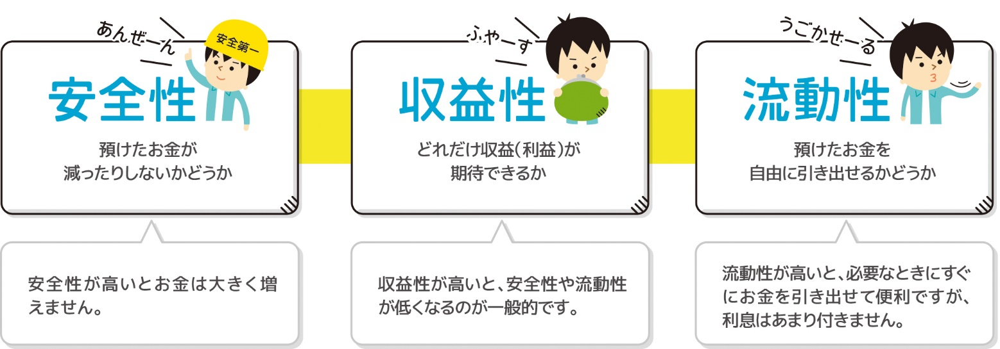 あんぜーん
安全第一
安全性
預けたお金が
減ったりしないかどうか
安全性が高いとお金は大きく増
えません。
ふやーす
収益性
どれだけ収益(利益)が
期待できるか
収益性が高いと、安全性や流動性
が低くなるのが一般的です。
うごかせーる
流動性
預けたお金を
自由に引き出せるかどうか
流動性が高いと、必要なときにすぐ
にお金を引き出せて便利ですが、
利息はあまり付きません。